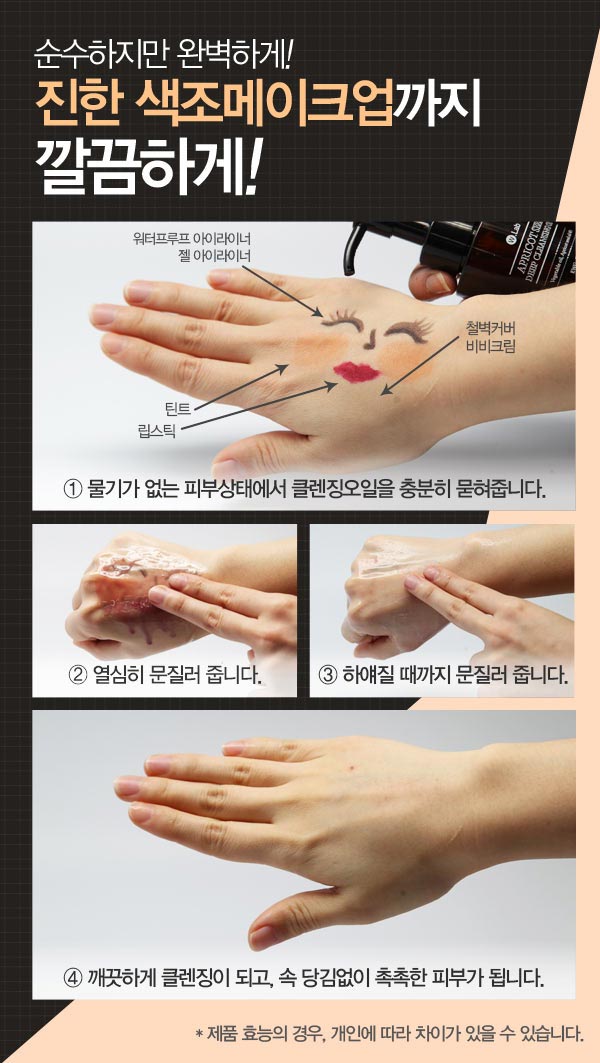 순수하지만 완벽하게!
진한 색조메이크업까지
깔끔하게!
워터프루프 아이라이너
젤 아이라이너
W.Lab
APRICOT
DEEP CLEANSING
철벽커버
비비크림
틴트
립스틱
① 물기가 없는 피부상태에서 클렌징오일을 충분히 묻혀줍니다.
② 열심히 문질러 줍니다.
③ 하얘질 때까지 문질러 줍니다.
④ 깨끗하게 클렌징이 되고, 속 당김없이 촉촉한 피부가 됩니다.
* 제품 효능의 경우, 개인에 따라 차이가 있을 수 있습니다.